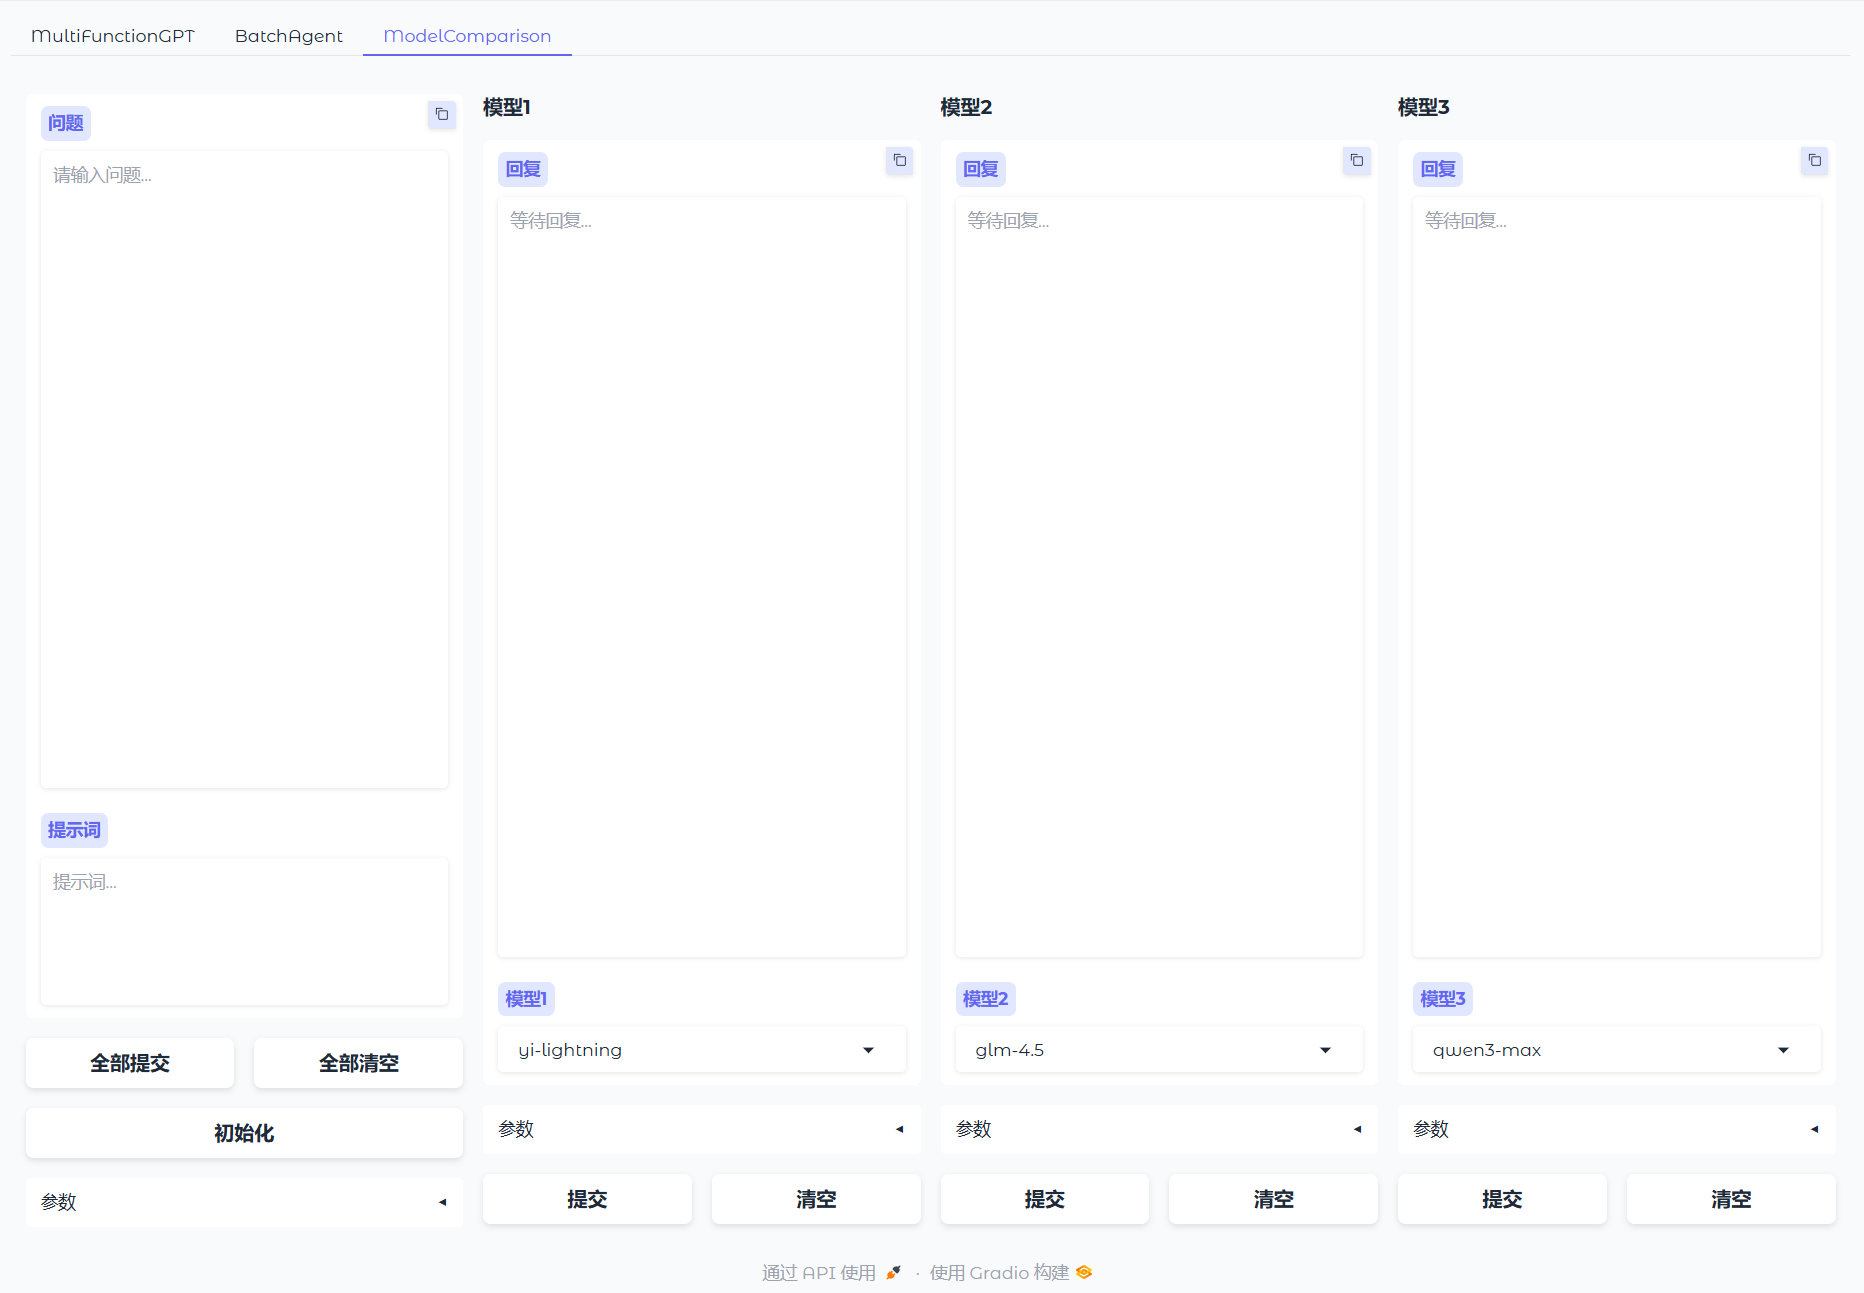 MultiFunctionGPT BatchAgent ModelComparison
问题
请输入问题...
提示词
提示词...
全部提交 全部清空
初始化
参数
模型1
回复
等待回复...
模型1
yi-lightning
参数
提交 清空
模型2
回复
等待回复...
模型2
glm-4.5
参数
提交 清空
模型3
回复
等待回复...
模型3
qwen3-max
参数
提交 清空
通过 API 使用 · 使用 Gradio 构建